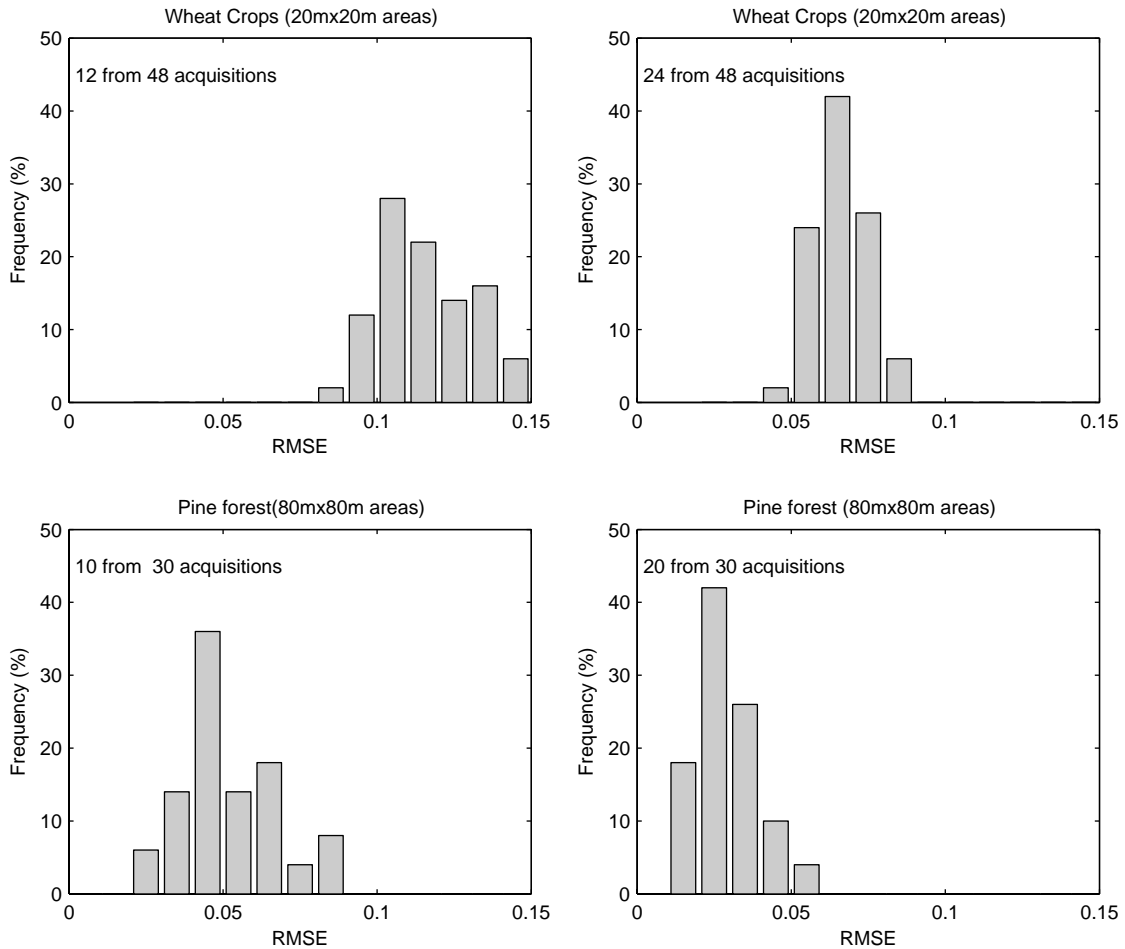 Wheat Crops (20mx20m areas)
12 from 48 acquisitions
Frequency (%)
50
40
30
20
10
0
0 0.05 0.1 0.15
RMSE
Wheat Crops (20mx20m areas)
24 from 48 acquisitions
Frequency (%)
50
40
30
20
10
0
0 0.05 0.1 0.15
RMSE
Pine forest(80mx80m areas)
10 from  30 acquisitions
Frequency (%)
50
40
30
20
10
0
0 0.05 0.1 0.15
RMSE
Pine forest (80mx80m areas)
20 from 30 acquisitions
Frequency (%)
50
40
30
20
10
0
0 0.05 0.1 0.15
RMSE